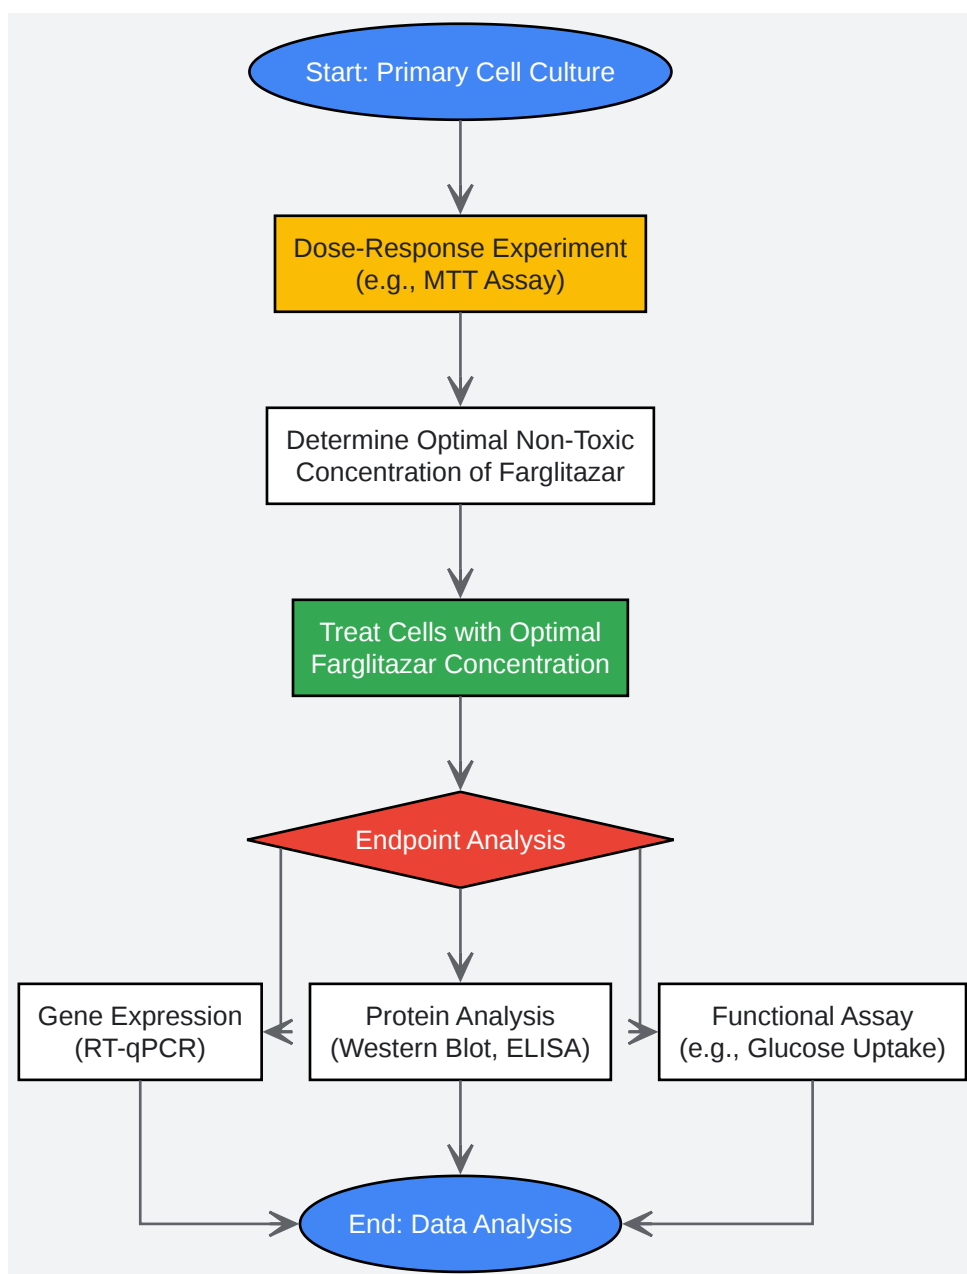 Start: Primary Cell Culture
Dose-Response Experiment
(e.g., MTT Assay)
Determine Optimal Non-Toxic
Concentration of Farglitazar
Treat Cells with Optimal
Farglitazar Concentration
Endpoint Analysis
Gene Expression
(RT-qPCR)
Protein Analysis
(Western Blot, ELISA)
Functional Assay
(e.g., Glucose Uptake)
End: Data Analysis